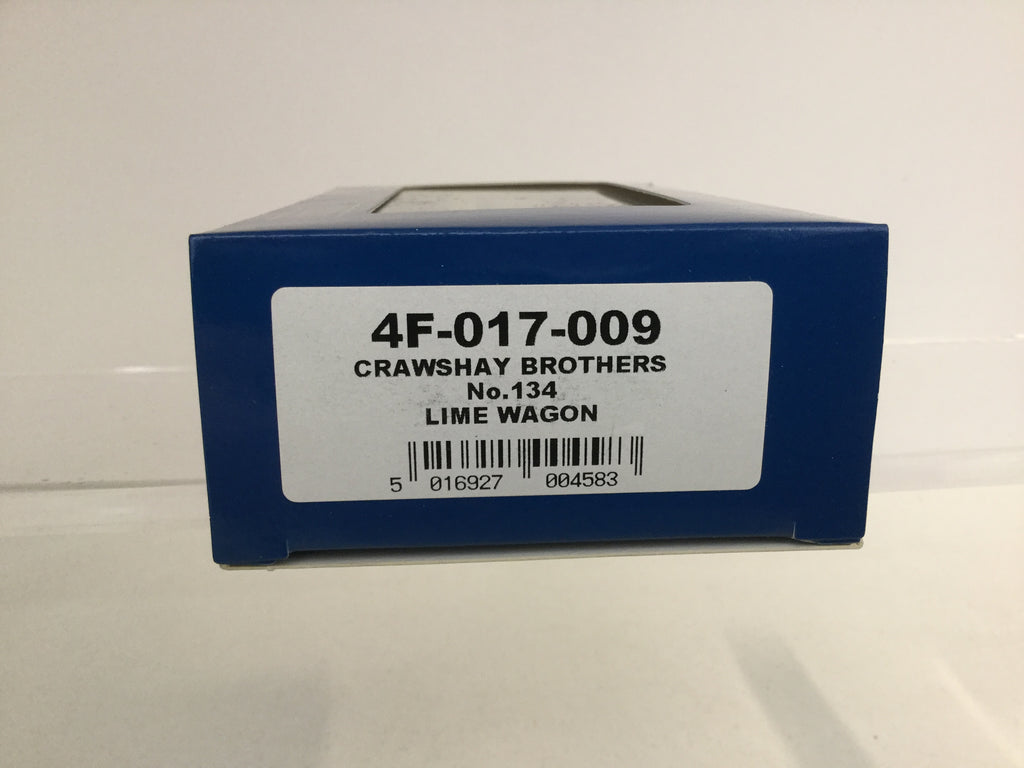 4F-017-009
CRAWSHAY BROTHERS
No.134
LIME WAGON
5 016927 004583